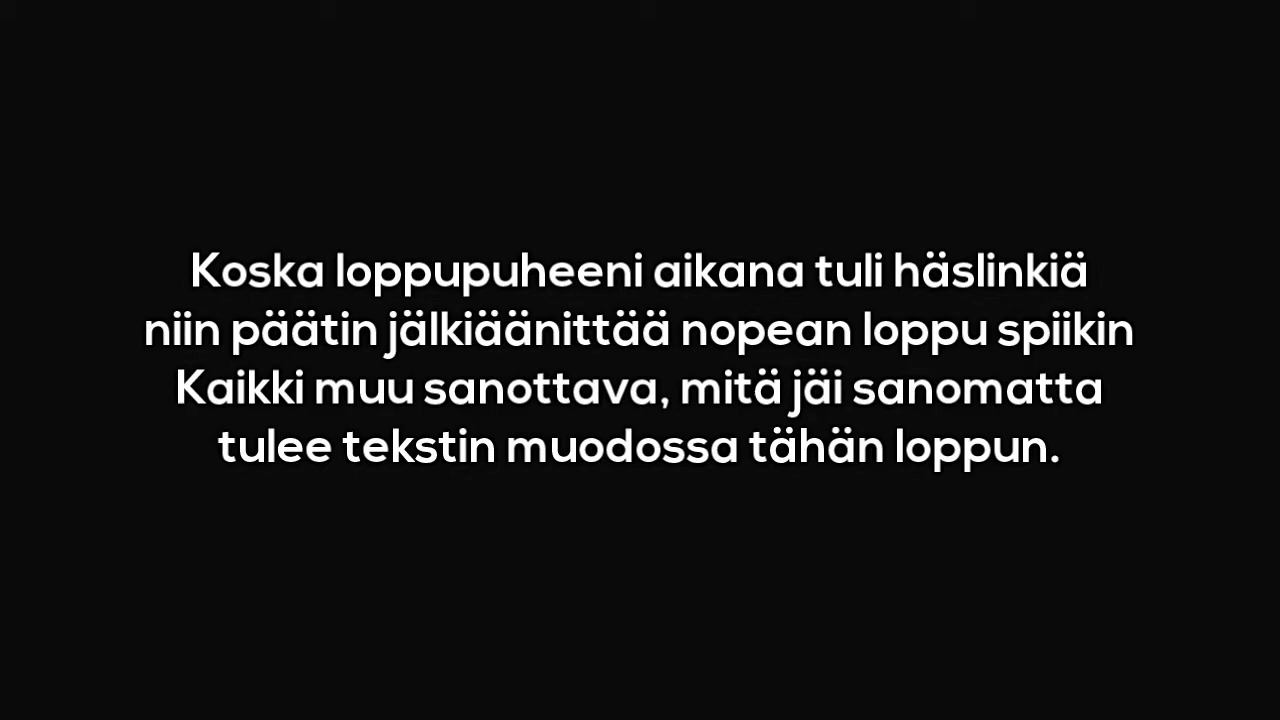 Koska loppupuheeni aikana tuli häslinkiä
niin päätin jälkiäänittää nopean loppu spiikin
Kaikki muu sanottava, mitä jäi sanomatta
tulee tekstin muodossa tähän loppun.